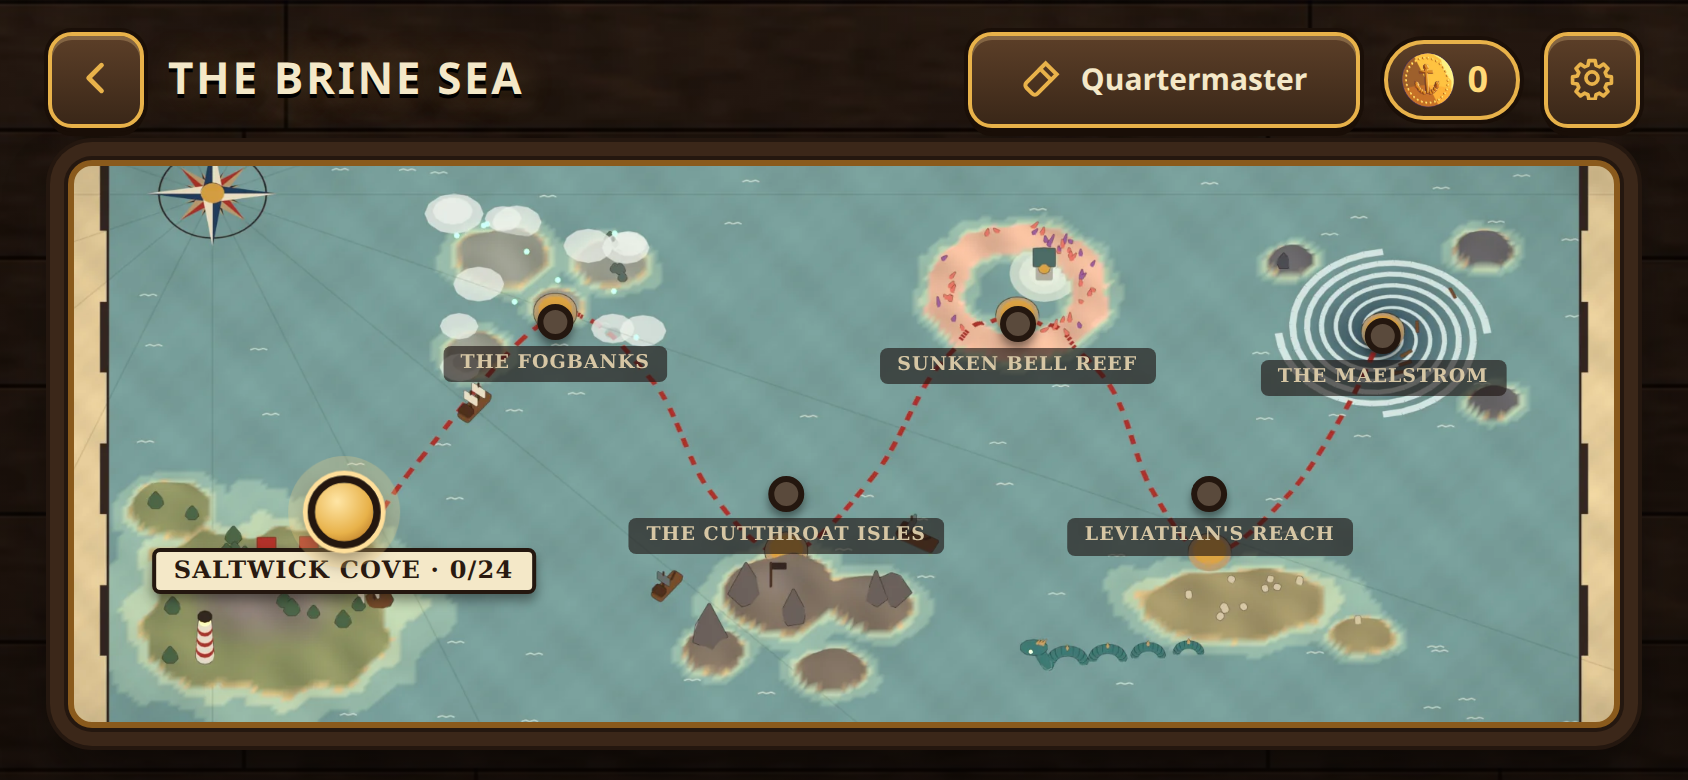 THE BRINE SEA
Quartermaster
0
THE FOGBANKS
SUNKEN BELL REEF
THE MAELSTROM
THE CUTTHROAT ISLES
LEVIATHAN'S REACH
SALTWICK COVE · 0/24